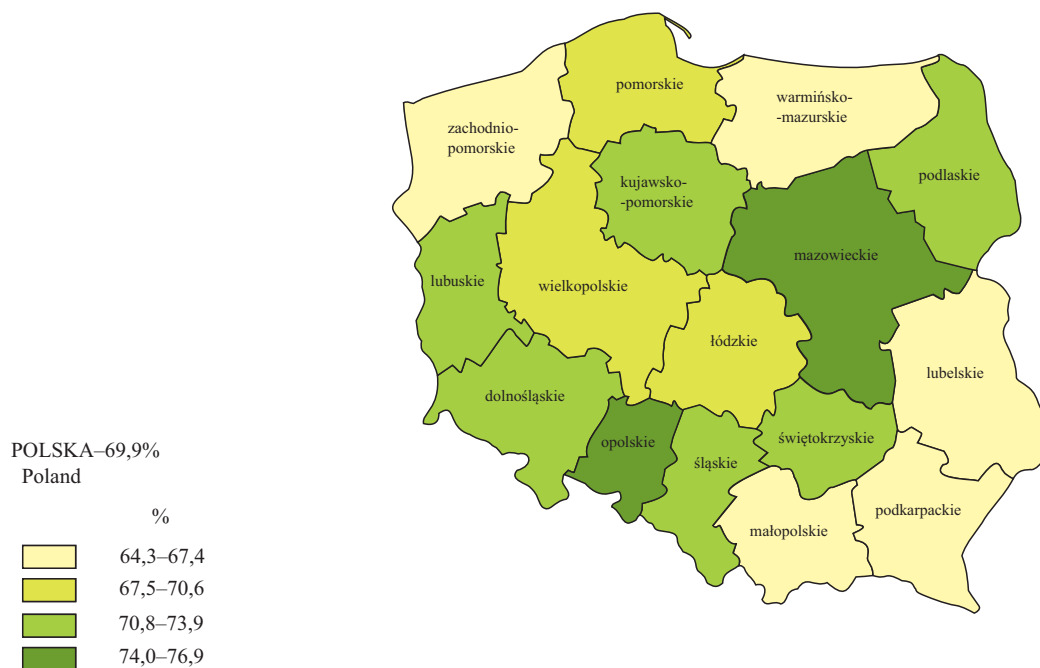 pomorskie
warmińsko-
-mazurskie
zachodnio-
pomorskie
podlaskie
kujawsko-
-pomorskie
mazowieckie
lubuskie
wielkopolskie
łódzkie
lubelskie
dolnośląskie
opolskie
świętokrzyskie
śląskie
podkarpackie
małopolskie
POLSKA–69,9%
Poland
%
64,3–67,4
67,5–70,6
70,8–73,9
74,0–76,9